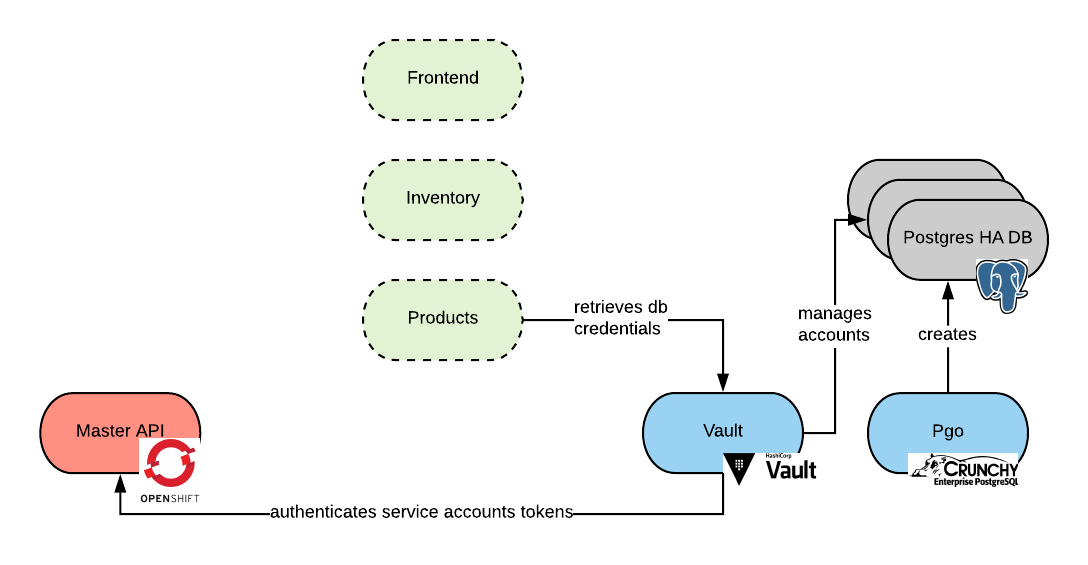 Frontend
Inventory
Products
retrieves db
credentials
Postgres HA DB
manages
accounts
creates
Master API
OPENSHIFT
Vault
HashiCorp
Vault
Pgo
CRUNCHY
Enterprise PostgreSQL
authenticates service accounts tokens